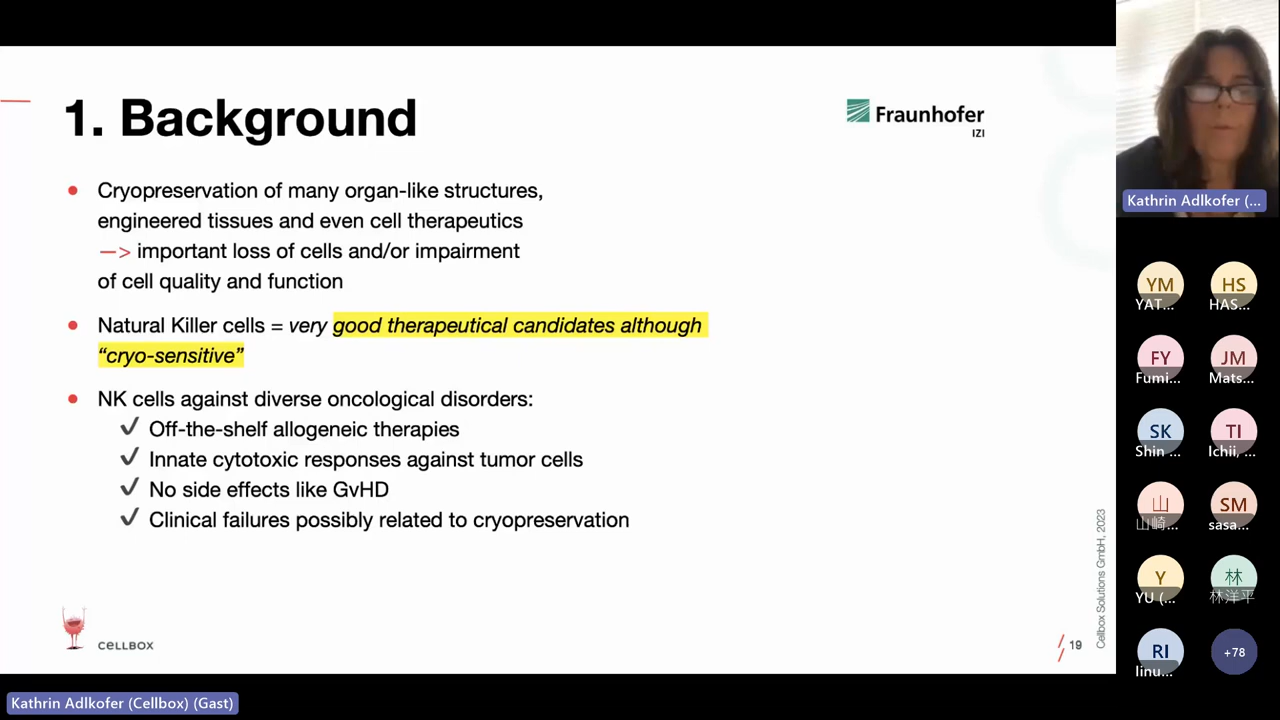 1. Background
Fraunhofer
IZI
Cryopreservation of many organ-like structures,
engineered tissues and even cell therapeutics
—> important loss of cells and/or impairment
of cell quality and function
Natural Killer cells = very good therapeutical candidates although
“cryo-sensitive”
NK cells against diverse oncological disorders:
✓ Off-the-shelf allogeneic therapies
✓ Innate cytotoxic responses against tumor cells
✓ No side effects like GvHD
✓ Clinical failures possibly related to cryopreservation
CELLBOX
19
Cellbox Solutions GmbH, 2023
Kathrin Adlkofer (Cellbox) (Gast)
Kathrin Adlkofer (...
YM
YAT...
HS
HAS...
FY
Fumi...
JM
Mats...
SK
Shin ...
TI
Ichii, ...
山
山崎...
SM
sasa...
Y
YU (...
林
林洋平
RI
Iinu...
+78